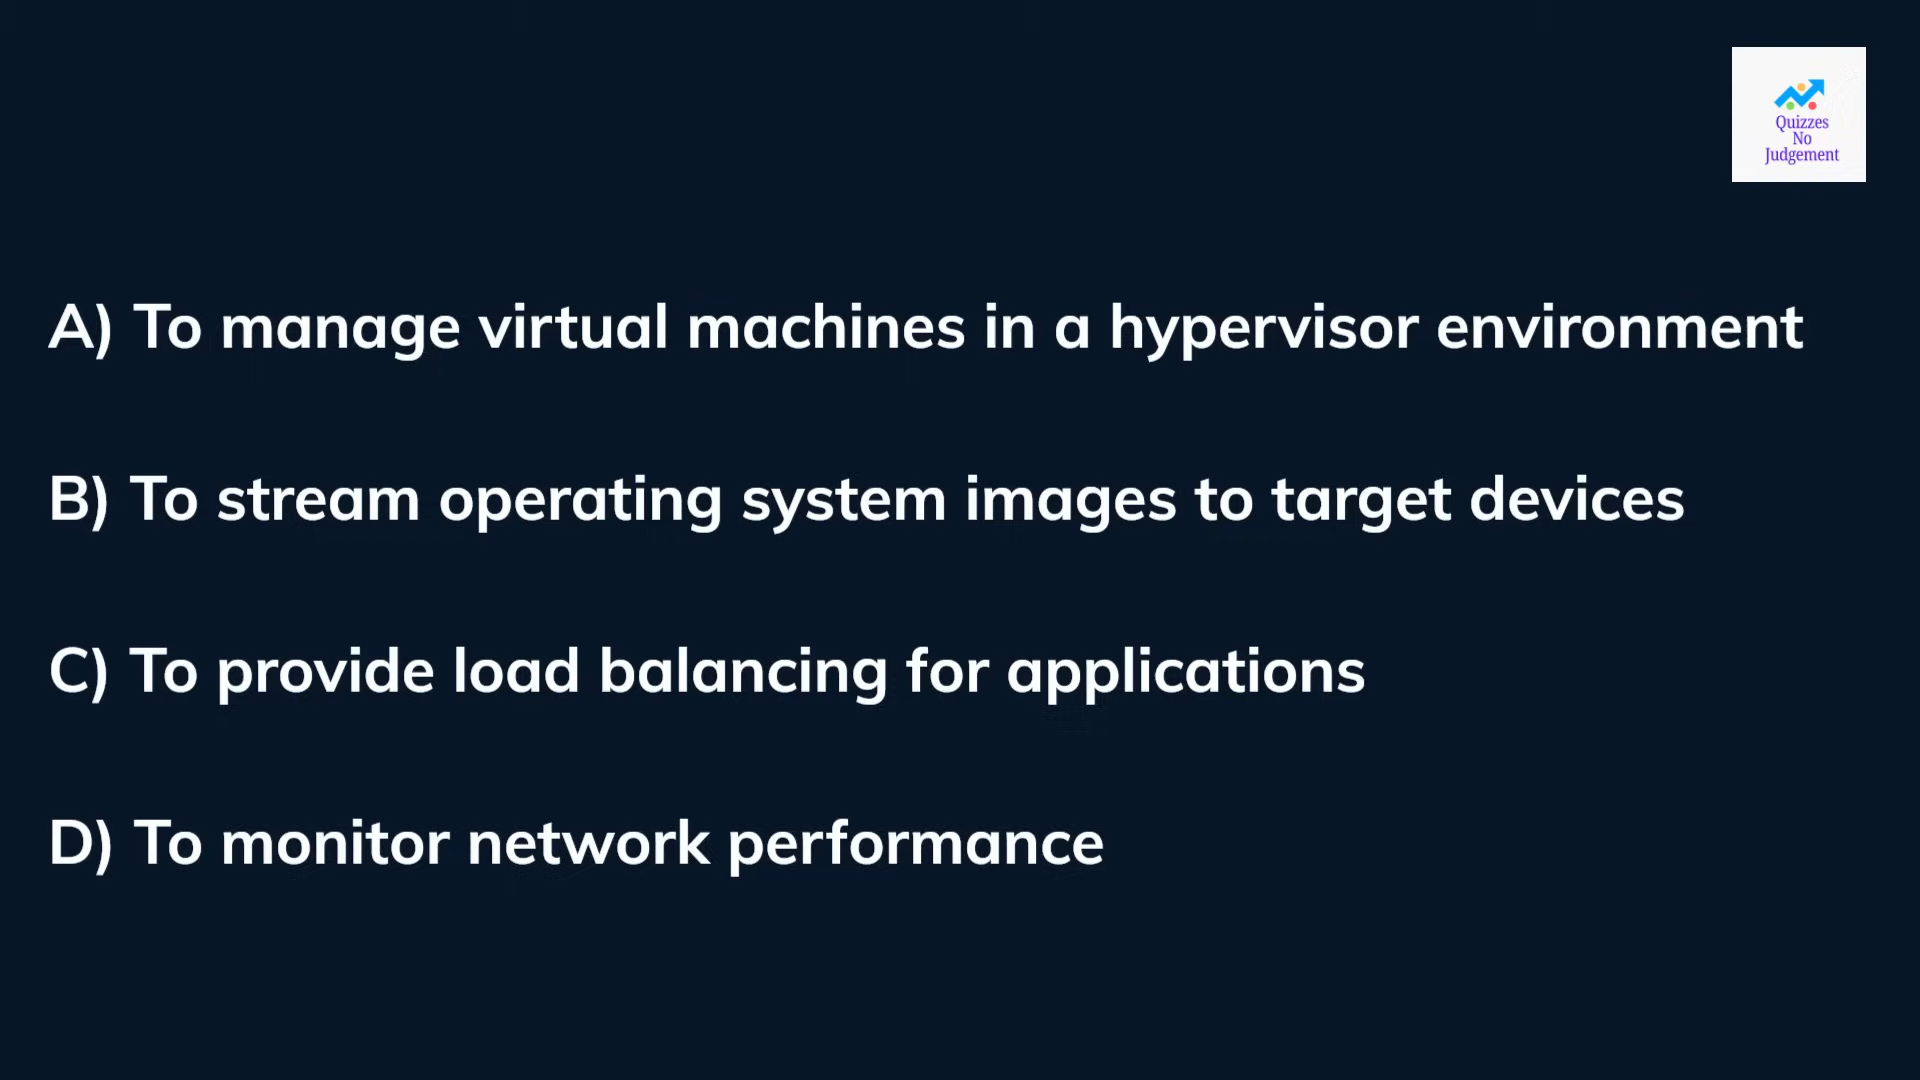 Quizzes
No
Judgement
A) To manage virtual machines in a hypervisor environment
B) To stream operating system images to target devices
C) To provide load balancing for applications
D) To monitor network performance